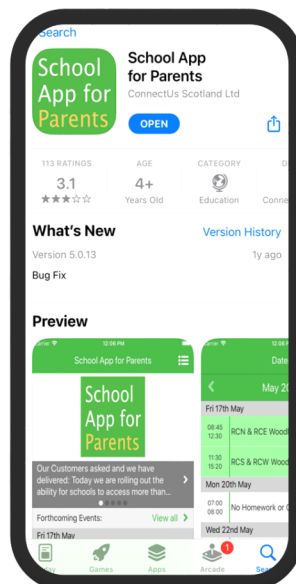 Search
School App
for Parents
School
App for
Parents
ConnectUs Scotland Ltd
OPEN
113 RATINGS
AGE
CATEGORY
3.1
4+
★★★☆☆
Years Old
Education
Conne
What's New
Version History
Version 5.0.13
1y ago
Bug Fix
Preview
12:06 PM
School App for Parents
School
App for
Parents
Our Customers asked and we have
delivered: Today we are rolling out the
ability for schools to access more than...
Forthcoming Events:
View all
Fri 17th May
Date
May 20
Fri 17th May
08:45
12:30
RCN & RCE Wood
11:30
15:20
RCS & RCW Wood
Mon 20th May
07:00
08:00
No Homework or
Wed 22nd May
Games
Apps
Arcade
1